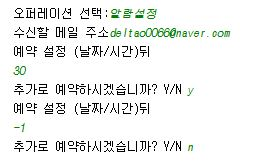 오퍼레이션 선택:알람설정
수신할 메일 주소deltao0066@naver.com
예약 설정 (날짜/시간)뒤
30
추가로 예약하시겠습니까? Y/N y
예약 설정 (날짜/시간)뒤
-1
추가로 예약하시겠습니까? Y/N n